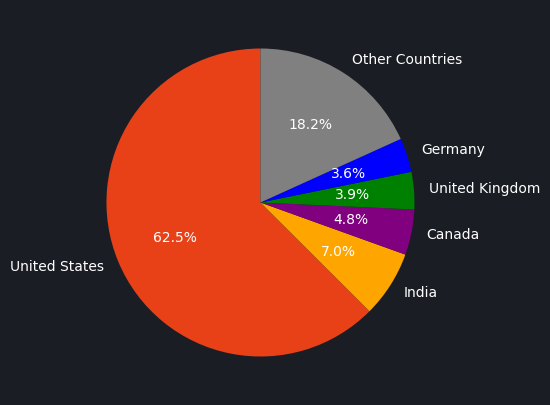 Other Countries
18.2%
Germany
3.6%
United Kingdom
3.9%
4.8%
Canada
62.5%
7.0%
United States
India